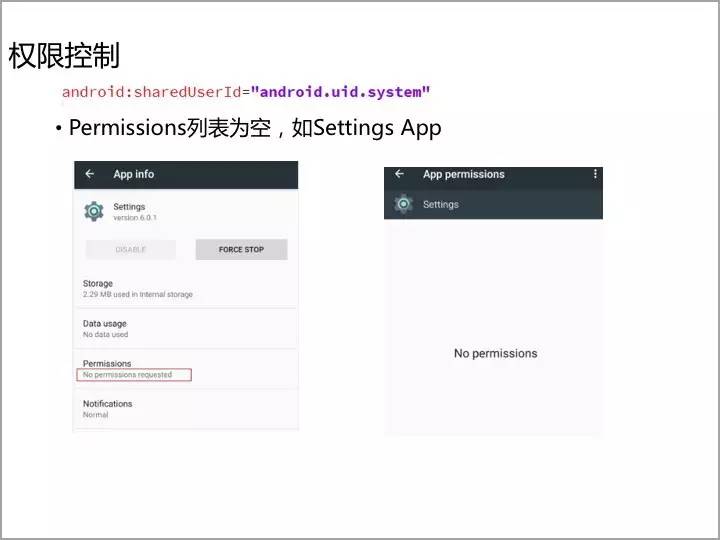 权限控制
android:sharedUserId="android.uid.system"
• Permissions列表为空，如Settings App
App info
Settings
version 6.0.1
DISABLE
FORCE STOP
Storage
2.29 MB used in Internal storage
Data usage
No data used
Permissions
No permissions requested
Notifications
Normal
App permissions
Settings
No permissions